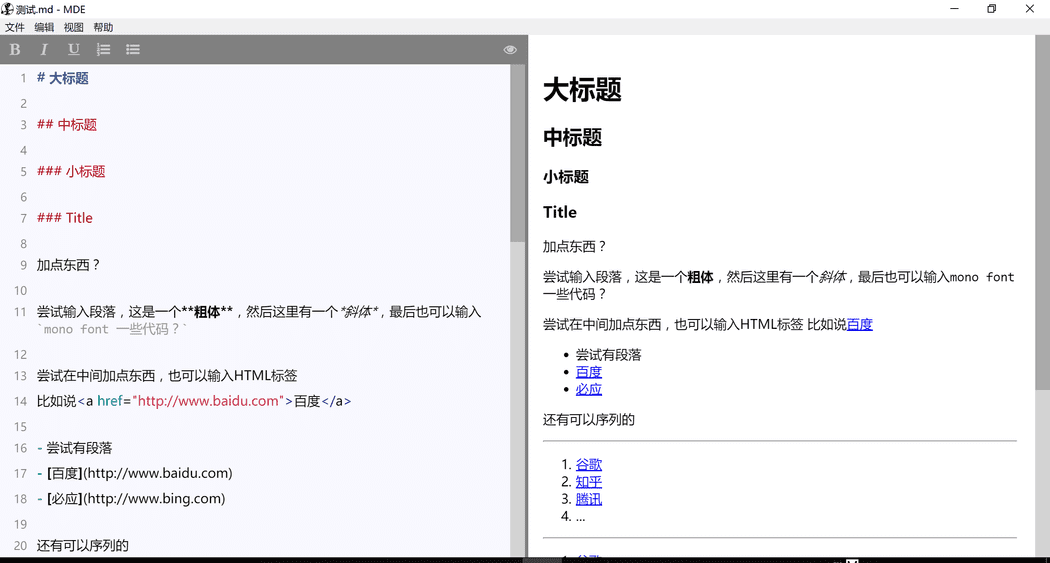 测试.md - MDE
文件 编辑 视图 帮助
B I U
1 # 大标题
2
3 ## 中标题
4
5 ### 小标题
6
7 ### Title
8
9 加点东西？
10
11 尝试输入段落，这是一个**粗体**，然后这里有一个*斜体*，最后也可以输入
`mono font 一些代码？`
12
13 尝试在中间加点东西，也可以输入HTML标签
14 比如说<a href="http://www.baidu.com">百度</a>
15
16 - 尝试有段落
17 - [百度](http://www.baidu.com)
18 - [必应](http://www.bing.com)
19
20 还有可以序列的
大标题
中标题
小标题
Title
加点东西？
尝试输入段落，这是一个粗体，然后这里有一个斜体，最后也可以输入mono font
一些代码？
尝试在中间加点东西，也可以输入HTML标签 比如说百度
• 尝试有段落
• 百度
• 必应
还有可以序列的
1. 谷歌
2. 知乎
3. 腾讯
4. ...